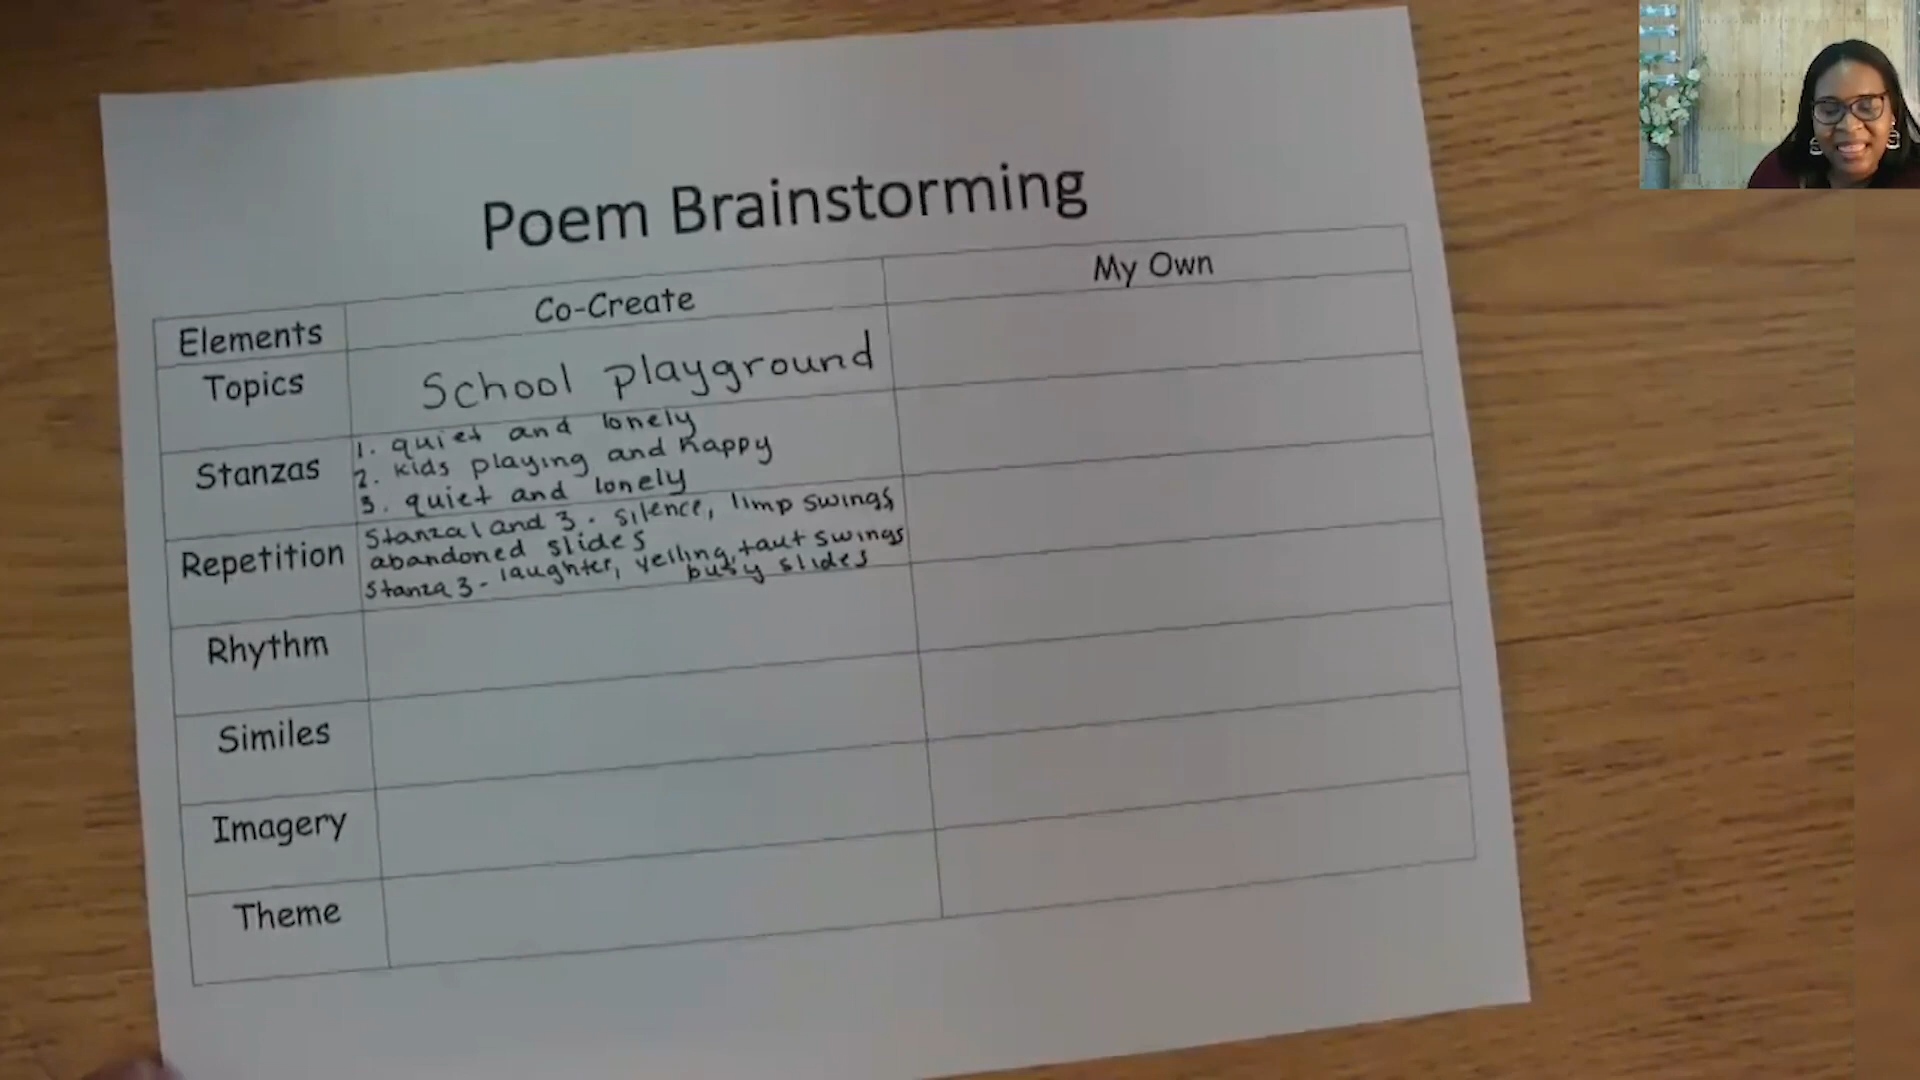 Poem Brainstorming
Elements
Co-Create
My Own
Topics
School playground
Stanzas
1. quiet and lonely
2. kids playing and happy
3. quiet and lonely
Repetition
Stanza 1 and 3 - silence, limp swings,
abandoned slides
Stanza 3 - laughter, yelling, taut swings
busy slides
Rhythm
Similes
Imagery
Theme